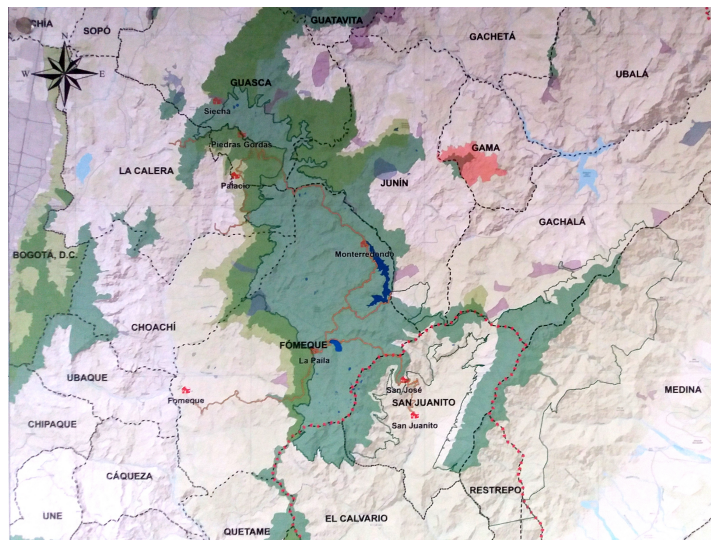 CHÍA
SOPÓ
GUATAVITA
GACHETÁ
N
W
E
S
UBALÁ
GUASCA
Siecha
Piedras Gordas
GAMA
LA CALERA
Palacio
JUNÍN
GACHALÁ
Monterredondo
BOGOTÁ, D.C.
CHOACHÍ
FÓMEQUE
La Paila
UBAQUE
San José
MEDINA
Fomeque
SAN JUANITO
CHIPAQUE
San Juanito
CÁQUEZA
RESTREPO
UNE
EL CALVARIO
QUETAME